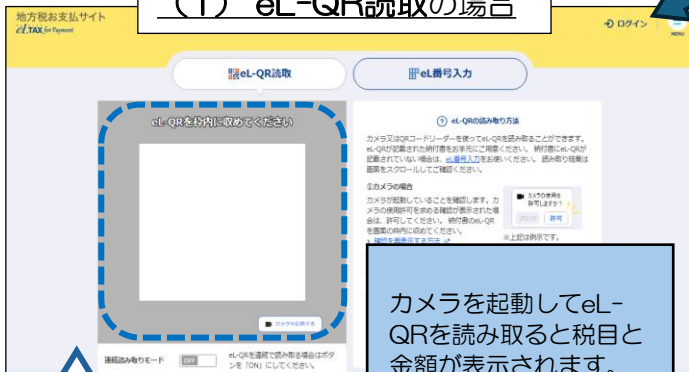 （１） eL-QR読取の場合
地方税お支払サイト
eLTAX for Payment
ログイン
MENU
eL-QR読取
eL番号入力
eL-QRを枠内に収めてください
カメラを起動する
連続読み取りモード
OFF
eL-QRを連続で読み取る場合はボタ
ンを「ON」にしてください。
eL-QRの読み取り方法
カメラ又はQRコードリーダーを使ってeL-QRを読み取ることができます。
eL-QRが記載された納付書をお手元にご用意ください。 納付書にeL-QRが
記載されていない場合は、eL番号入力をお使いください。 読み取り結果は
画面をスクロールしてご確認ください。
①カメラの場合
カメラが起動していることを確認します。カ
メラの使用許可を求める確認が表示された場
合は、許可してください。 納付書のeL-QR
を画面の枠内に収めてください。
確認を再表示する方法
カメラの使用を
許可しますか？
ブロック
許可
※上記は例示です。
カメラを起動してeL-
QRを読み取ると税目と
金額が表示されます。